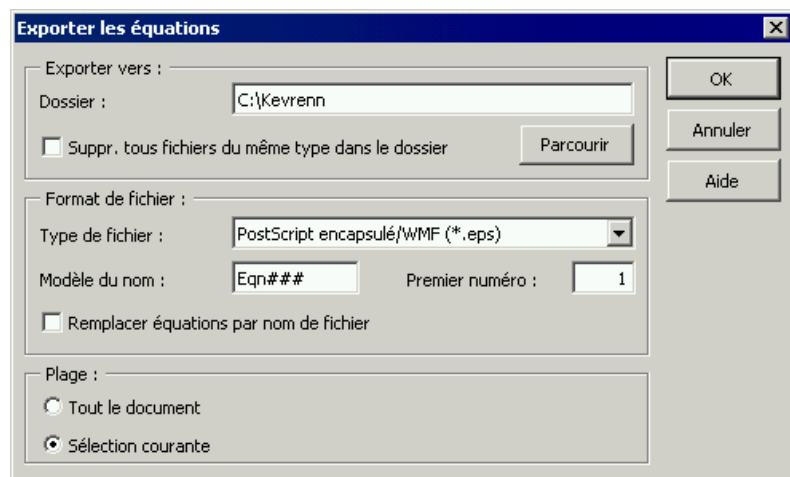 Exporter les équations
Exporter vers :
Dossier : C:\Kevrenn
Suppr. tous fichiers du même type dans le dossier Parcourir
Format de fichier :
Type de fichier : PostScript encapsulé/WMF (*.eps)
Modèle du nom : Eqn### Premier numéro : 1
Remplacer équations par nom de fichier
Plage :
Tout le document
Sélection courante
OK
Annuler
Aide